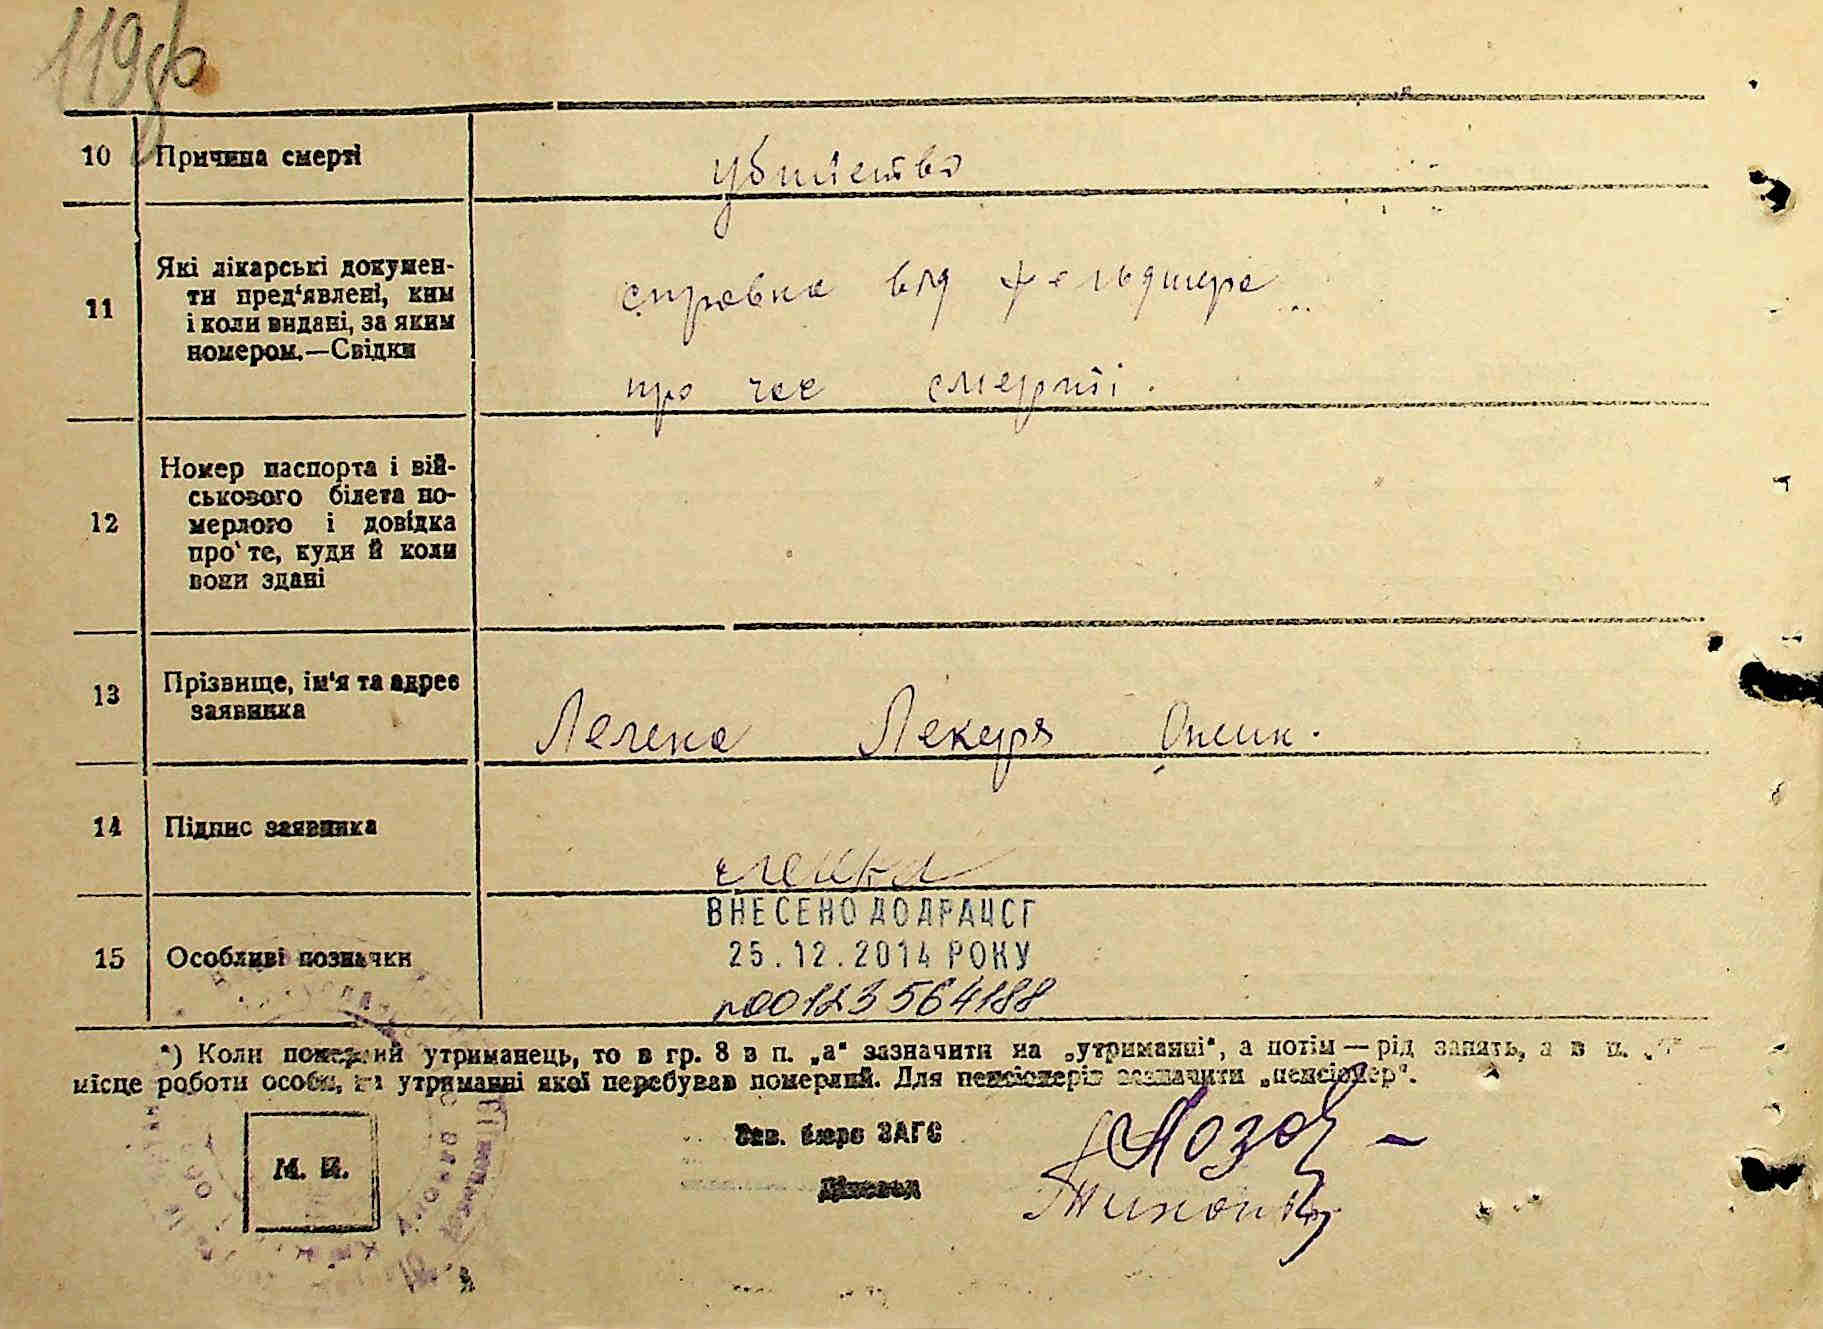 119зв
10 Причина смерті убийство
11 Які лікарські докумен-
ти пред'явлені, ким
і коли видані, за яким
номером.—Свідки
справка від фельдшера
про час смерті.
12 Номер паспорта і вій-
ськового білета по-
мерлого і довідка
про те, куди й коли
вони здані
13 Прізвище, ім'я та адрес
заявника
Лелека Лекеря Оник.
14 Підпис заявника
15 Особливі позначки
ВНЕСЕНО ДО ДРАЦСГ
25.12.2014 РОКУ
№00123564188
*) Коли померлий утриманець, то в гр. 8 в п. „а" зазначити на „утриманні", а потім — рід занять, а в п.
місце роботи особи, на утриманні якої перебував померлий. Для пенсіонерів зазначити „пенсіонер".
М. П.
Зав. бюро ЗАГС
Діловод